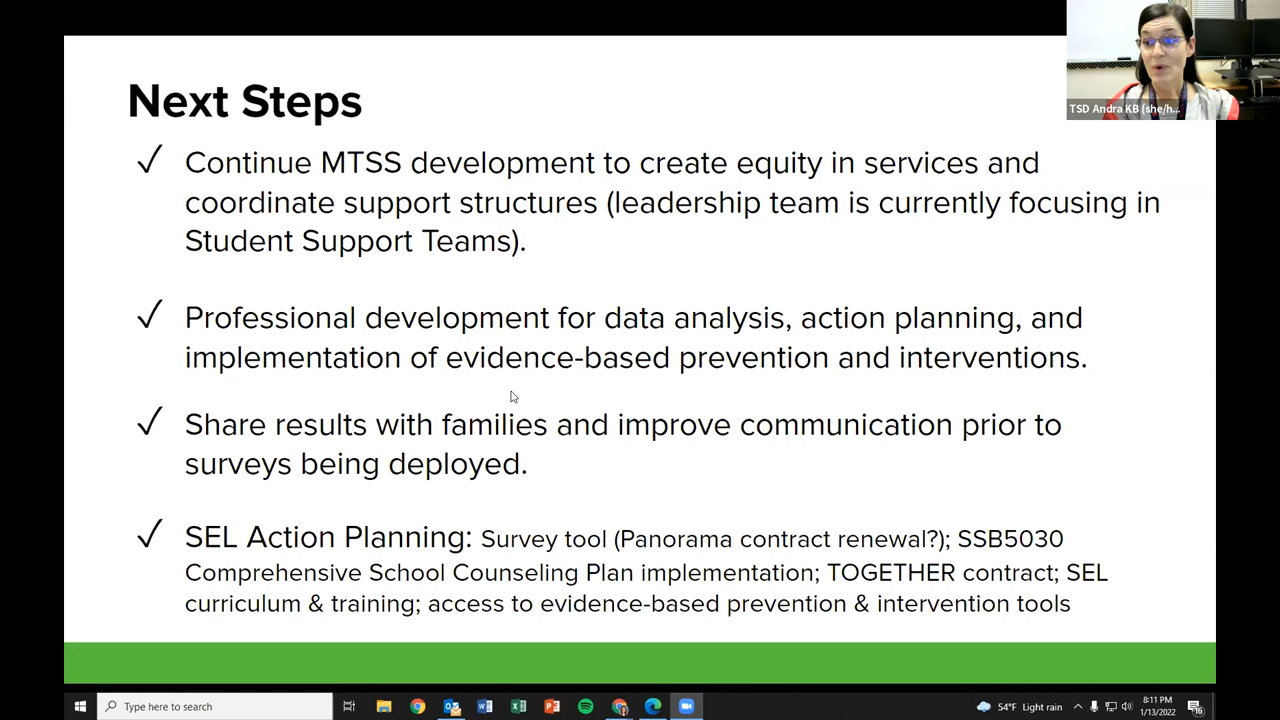 Next Steps
✓ Continue MTSS development to create equity in services and
coordinate support structures (leadership team is currently focusing in
Student Support Teams).
✓ Professional development for data analysis, action planning, and
implementation of evidence-based prevention and interventions.
✓ Share results with families and improve communication prior to
surveys being deployed.
✓ SEL Action Planning: Survey tool (Panorama contract renewal?); SSB5030
Comprehensive School Counseling Plan implementation; TOGETHER contract; SEL
curriculum & training; access to evidence-based prevention & intervention tools
TSD Andra KB (she/h...
Type here to search
54°F Light rain
8:11 PM
1/13/2022
16